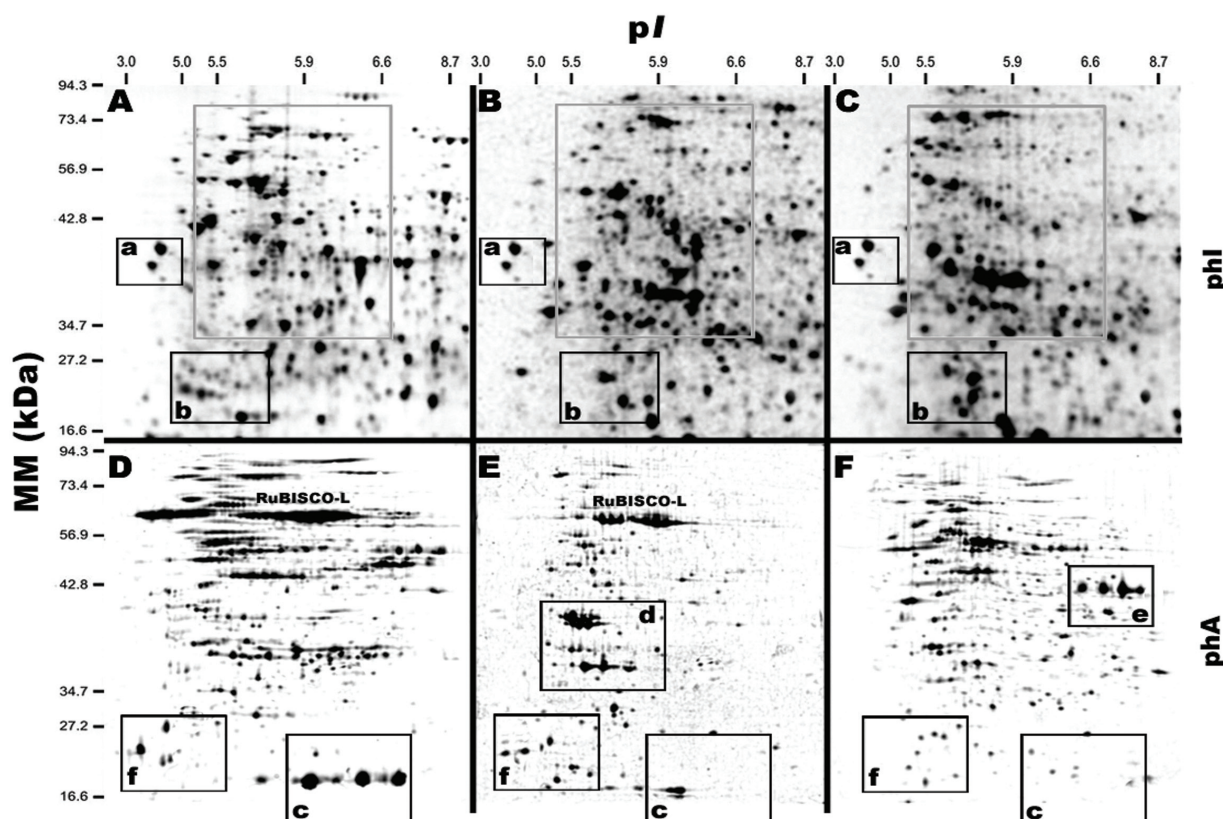 pI
3.0 5.0 5.5 5.9 6.6 8.7 3.0 5.0 5.5 5.9 6.6 8.7 3.0 5.0 5.5 5.9 6.6 8.7
94.3
73.4
56.9
42.8
34.7
27.2
16.6
A
a
b
B
a
b
C
a
b
phI
MM (kDa)
94.3
73.4
56.9
42.8
34.7
27.2
16.6
D
RuBISCO-L
f
c
E
RuBISCO-L
d
f
c
F
e
f
c
phA